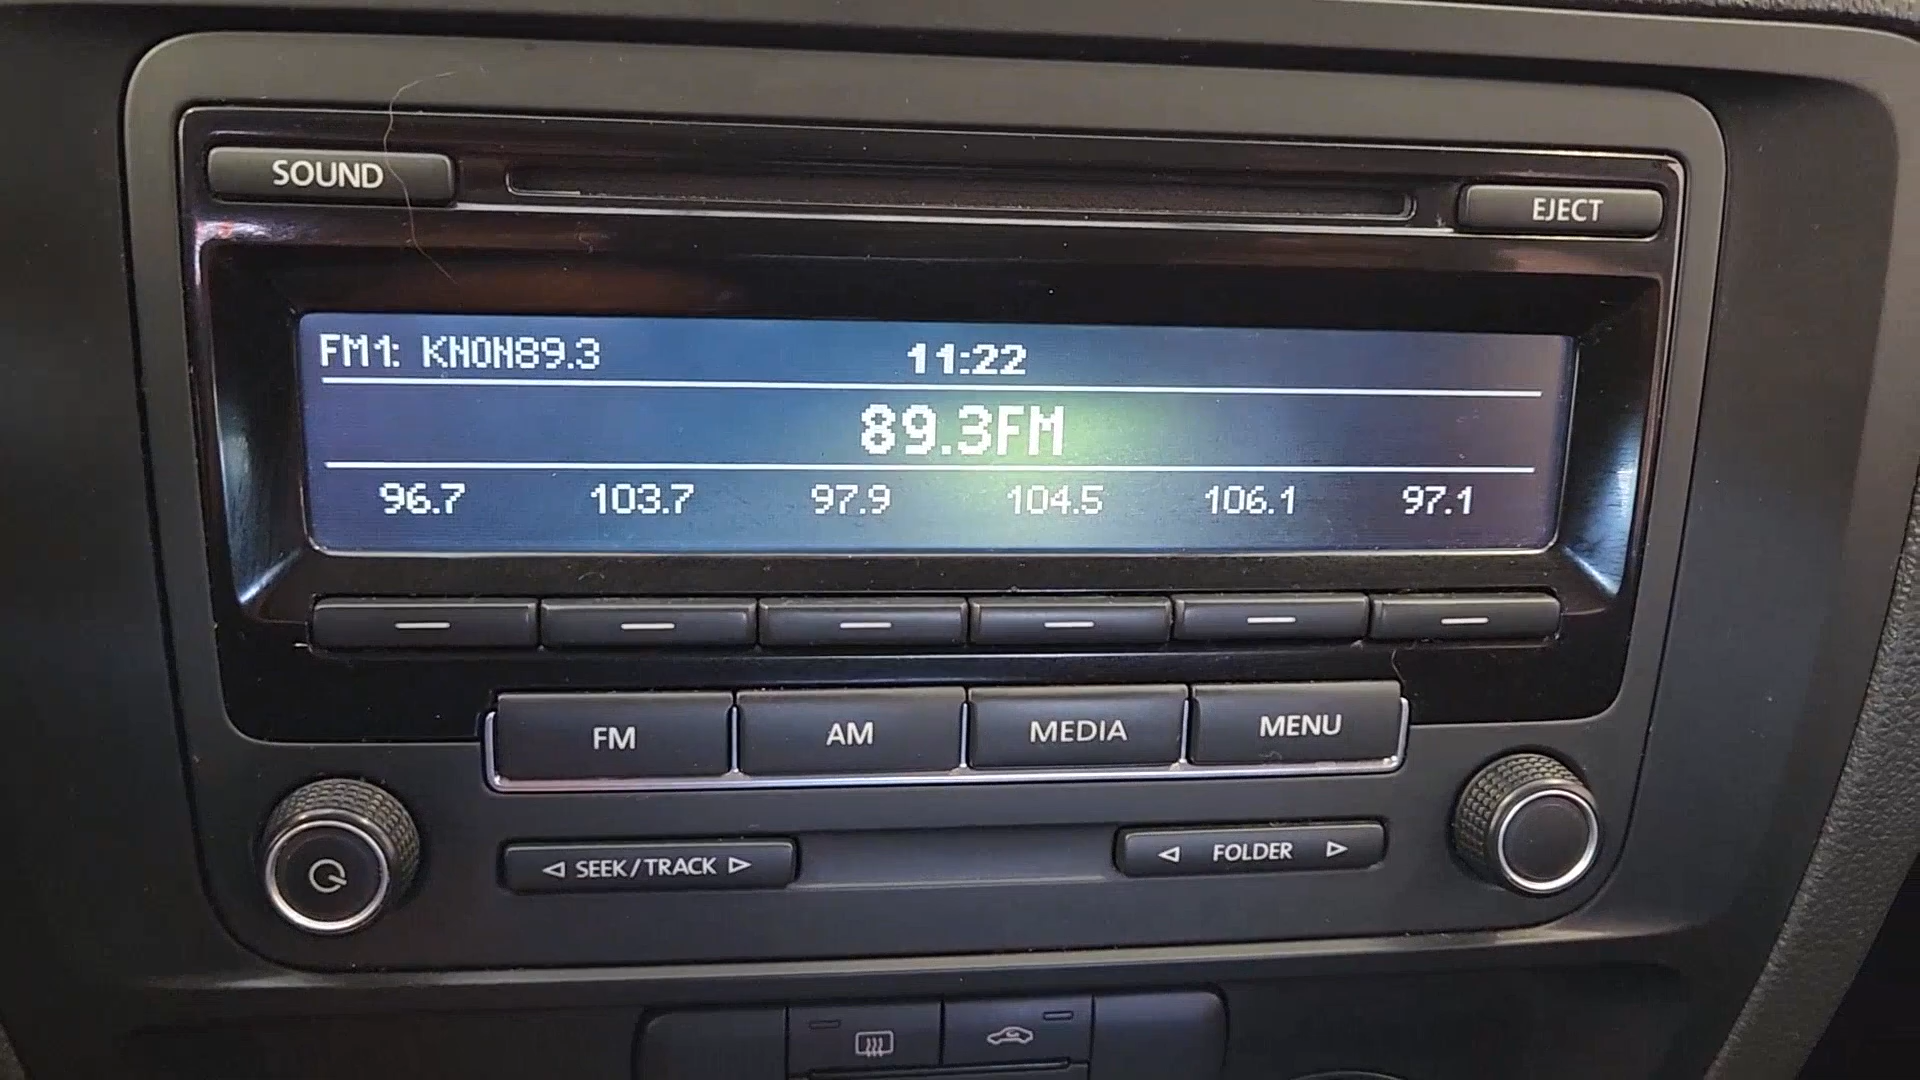 SOUND
EJECT
FM1: KNON89.3 11:22
89.3FM
96.7 103.7 97.9 104.5 106.1 97.1
FM AM MEDIA MENU
SEEK/TRACK FOLDER